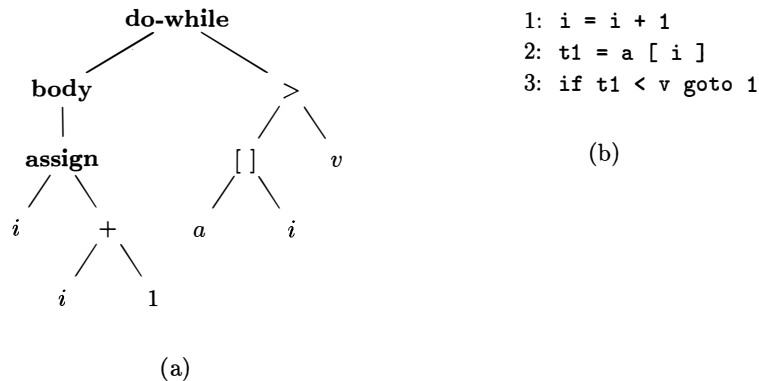 do-while
body >
assign [ ] v
i + a i
i 1
(a)
1: i = i + 1
2: t1 = a [ i ]
3: if t1 < v goto 1
(b)